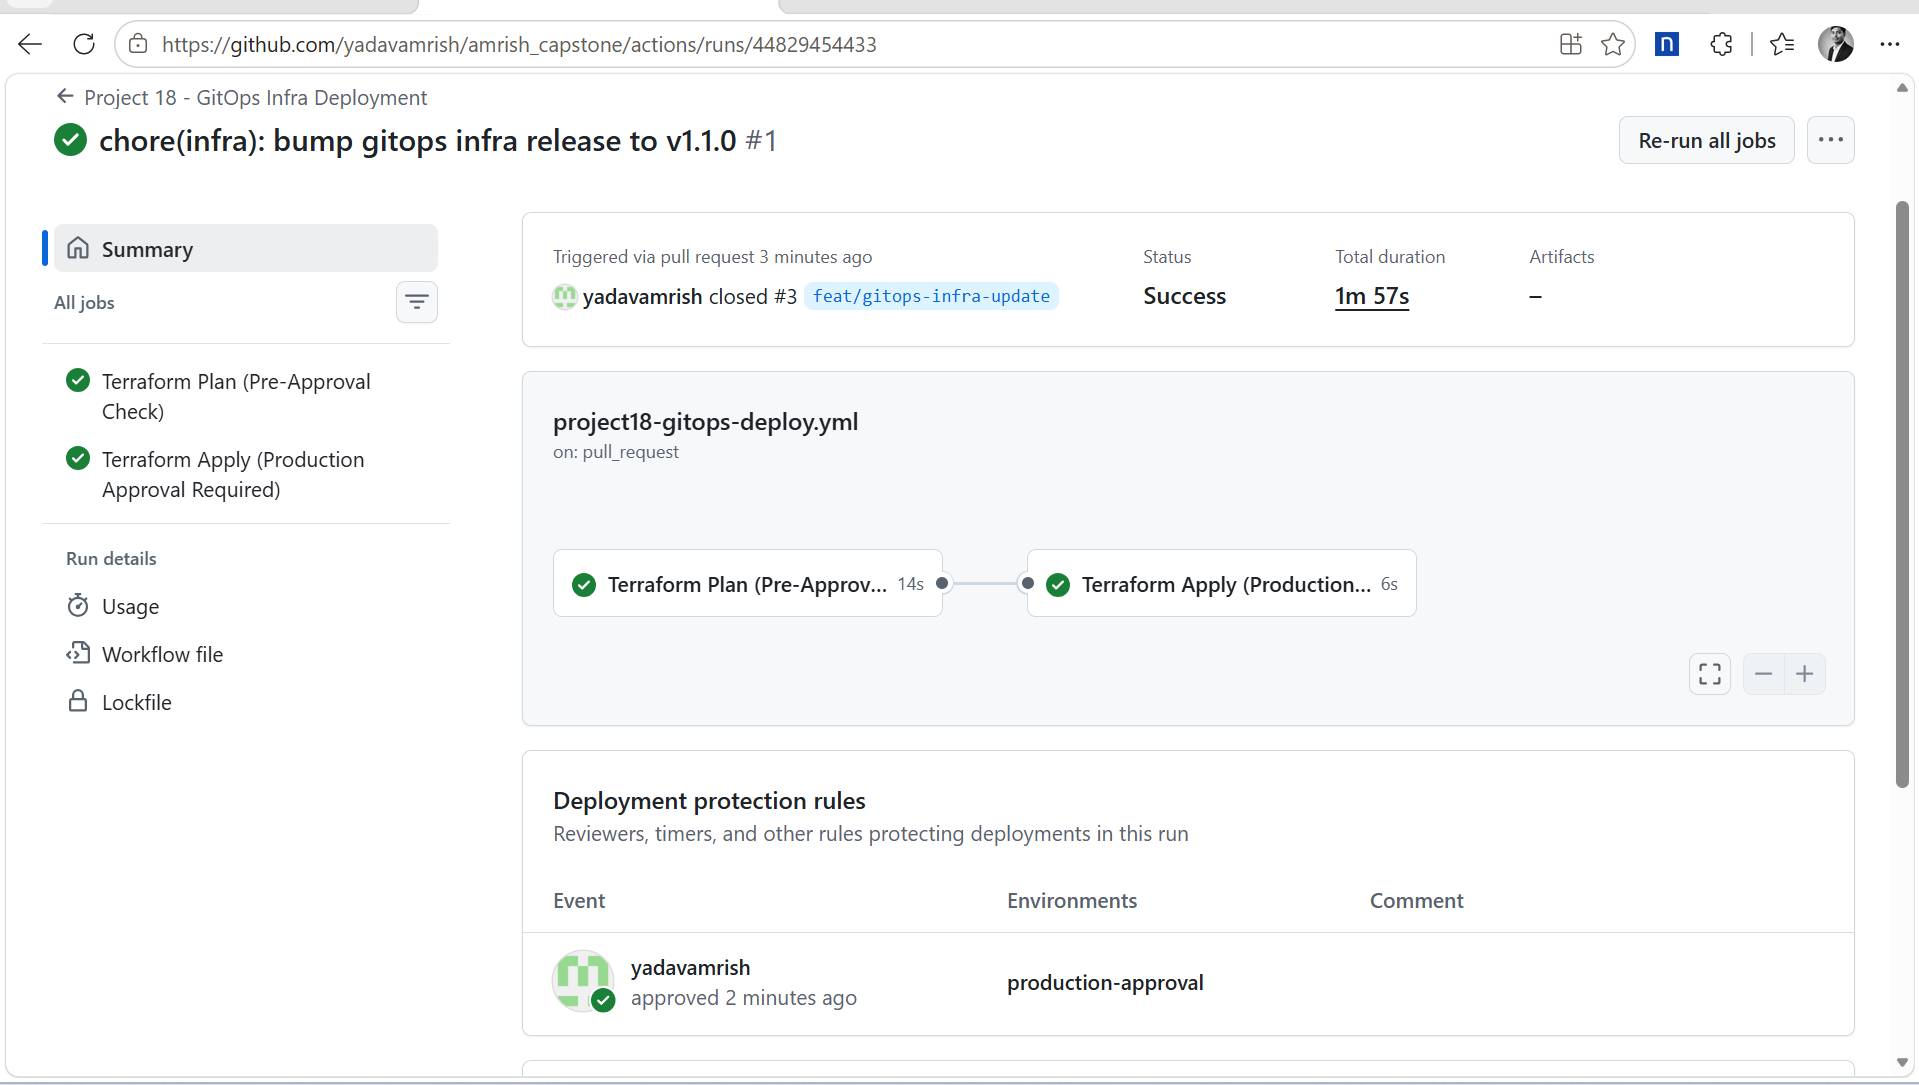 https://github.com/yadavamrish/amrish_capstone/actions/runs/44829454433
n
Project 18 - GitOps Infra Deployment
chore(infra): bump gitops infra release to v1.1.0 #1
Re-run all jobs
Summary
All jobs
Terraform Plan (Pre-Approval
Check)
Terraform Apply (Production
Approval Required)
Run details
Usage
Workflow file
Lockfile
Triggered via pull request 3 minutes ago
yadavamrish closed #3 feat/gitops-infra-update
Status
Success
Total duration
1m 57s
Artifacts
–
project18-gitops-deploy.yml
on: pull_request
Terraform Plan (Pre-Approv... 14s
Terraform Apply (Production... 6s
Deployment protection rules
Reviewers, timers, and other rules protecting deployments in this run
Event Environments Comment
yadavamrish
approved 2 minutes ago
production-approval